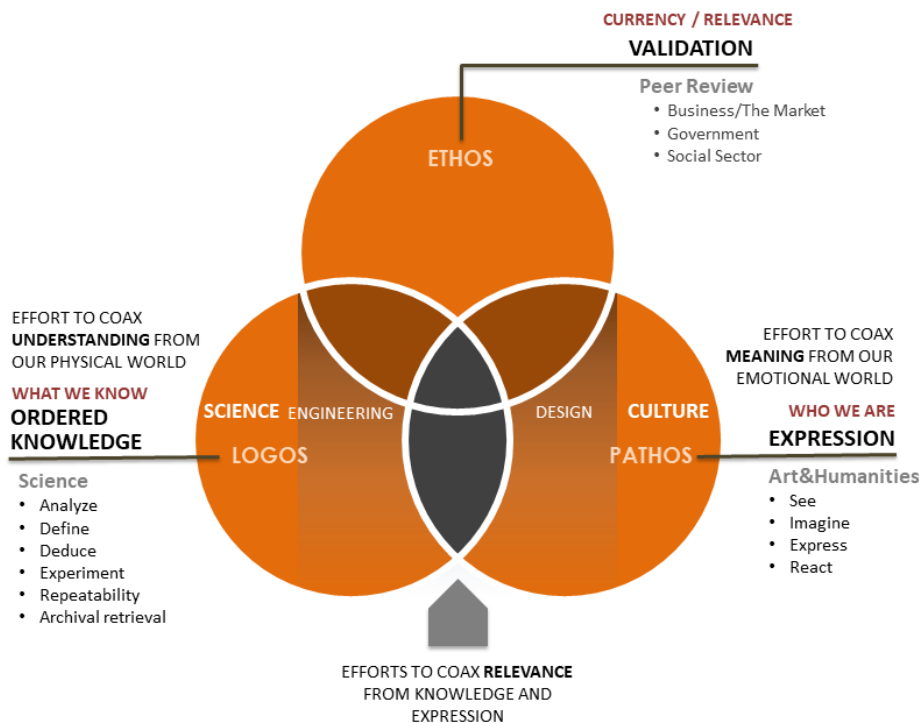 CURRENCY / RELEVANCE
VALIDATION
Peer Review
• Business/The Market
• Government
• Social Sector
ETHOS
EFFORT TO COAX
UNDERSTANDING FROM
OUR PHYSICAL WORLD
WHAT WE KNOW
ORDERED
KNOWLEDGE
Science
• Analyze
• Define
• Deduce
• Experiment
• Repeatability
• Archival retrieval
SCIENCE
ENGINEERING
LOGOS
DESIGN
CULTURE
PATHOS
EFFORT TO COAX
MEANING FROM OUR
EMOTIONAL WORLD
WHO WE ARE
EXPRESSION
Art&Humanities
• See
• Imagine
• Express
• React
EFFORTS TO COAX RELEVANCE
FROM KNOWLEDGE AND
EXPRESSION